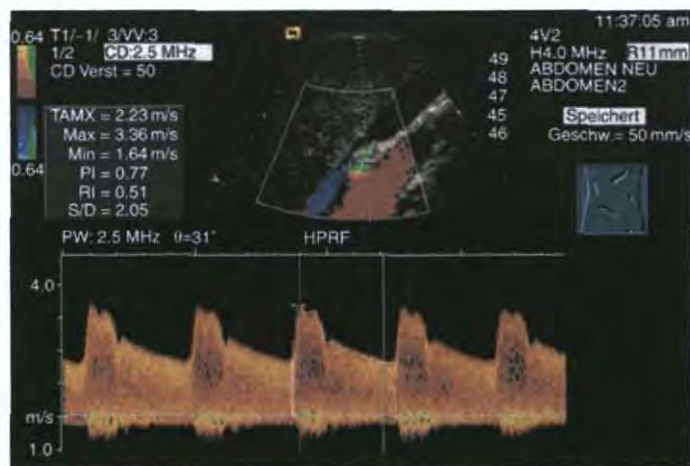 11:37:05 am
0.64
T1/-1/ 3/VV:3
1/2 CD:2.5 MHz
CD Verst = 50
4V2
H4.0 MHz R11mm
ABDOMEN NEU
ABDOMEN2
49
48
47
45
46
Speichert
Geschw.= 50 mm/s
TAMX = 2.23 m/s
Max = 3.36 m/s
Min = 1.64 m/s
PI = 0.77
RI = 0.51
S/D = 2.05
0.64
PW: 2.5 MHz θ=31° HPRF
4.0
m/s
1.0